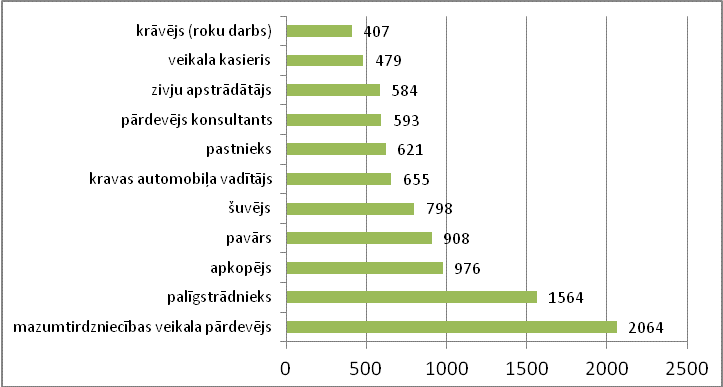 krāvējs (roku darbs) 407
veikala kasieris 479
zivju apstrādātājs 584
pārdevējs konsultants 593
pastnieks 621
kravas automobiļa vadītājs 655
šuvējs 798
pavārs 908
apkopējs 976
palīgstrādnieks 1564
mazumtirdzniecības veikala pārdevējs 2064
0 500 1000 1500 2000 2500